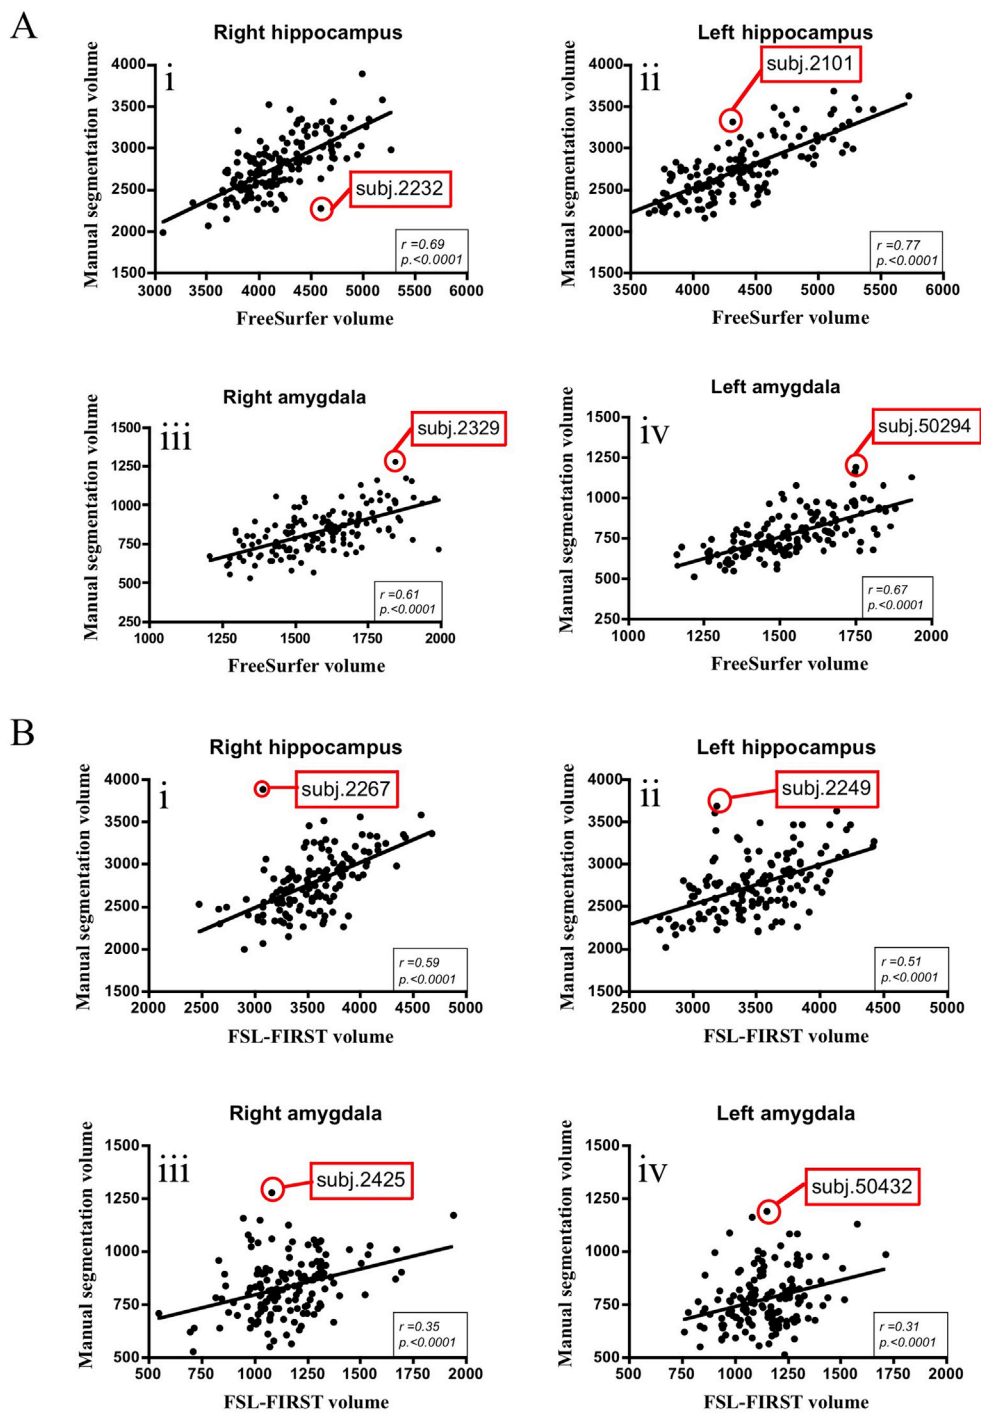 A
Right hippocampus
i
Manual segmentation volume
4000
3500
3000
2500
2000
1500
subj.2232
r =0.69
p.<0.0001
3000 3500 4000 4500 5000 5500 6000
FreeSurfer volume
Left hippocampus
ii
Manual segmentation volume
4000
3500
3000
2500
2000
1500
subj.2101
r =0.77
p.<0.0001
3500 4000 4500 5000 5500 6000
FreeSurfer volume
Right amygdala
iii
Manual segmentation volume
1500
1250
1000
750
500
250
subj.2329
r =0.61
p.<0.0001
1000 1250 1500 1750 2000
FreeSurfer volume
Left amygdala
iv
Manual segmentation volume
1500
1250
1000
750
500
250
subj.50294
r =0.67
p.<0.0001
1000 1250 1500 1750 2000
FreeSurfer volume
B
Right hippocampus
i
Manual segmentation volume
4000
3500
3000
2500
2000
1500
subj.2267
r =0.59
p.<0.0001
2000 2500 3000 3500 4000 4500 5000
FSL-FIRST volume
Left hippocampus
ii
Manual segmentation volume
4000
3500
3000
2500
2000
1500
subj.2249
r =0.51
p.<0.0001
2500 3000 3500 4000 4500 5000
FSL-FIRST volume
Right amygdala
iii
Manual segmentation volume
1500
1250
1000
750
500
subj.2425
r =0.35
p.<0.0001
500 750 1000 1250 1500 1750 2000
FSL-FIRST volume
Left amygdala
iv
Manual segmentation volume
1500
1250
1000
750
500
subj.50432
r =0.31
p.<0.0001
500 750 1000 1250 1500 1750 2000
FSL-FIRST volume